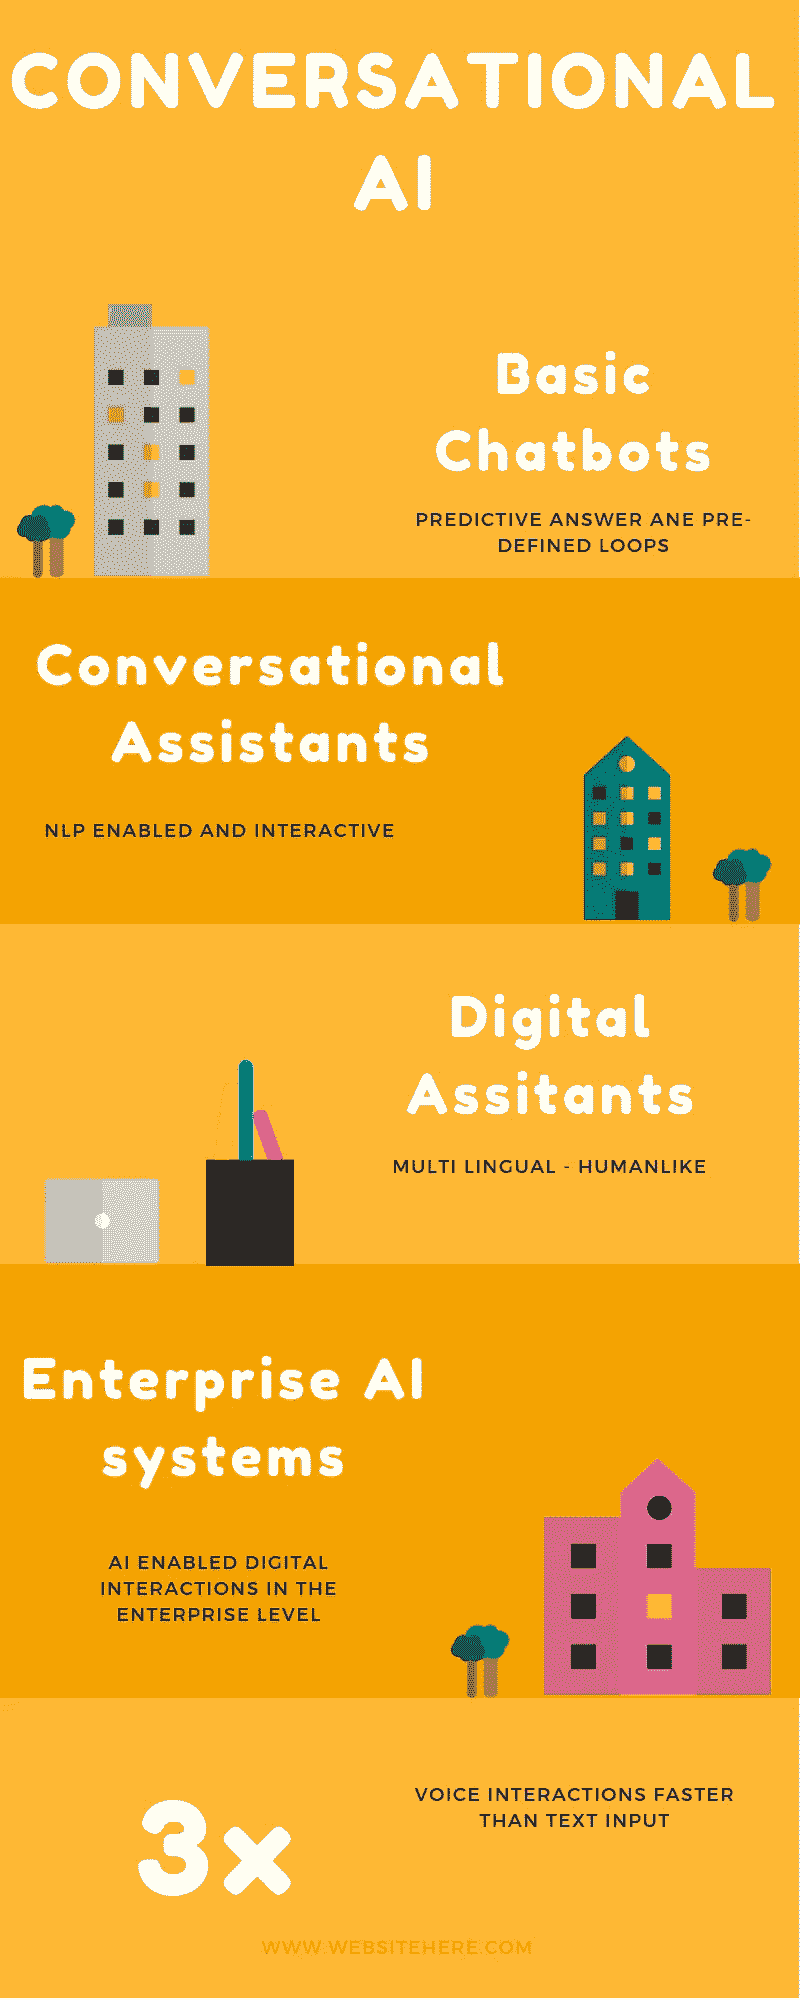 CONVERSATIONAL
AI
Basic
Chatbots
PREDICTIVE ANSWER ANE PRE-
DEFINED LOOPS
Conversational
Assistants
NLP ENABLED AND INTERACTIVE
Digital
Assitants
MULTI LINGUAL - HUMANLIKE
Enterprise AI
systems
AI ENABLED DIGITAL
INTERACTIONS IN THE
ENTERPRISE LEVEL
3x
VOICE INTERACTIONS FASTER
THAN TEXT INPUT
WWW.WEBSITEHERE.COM